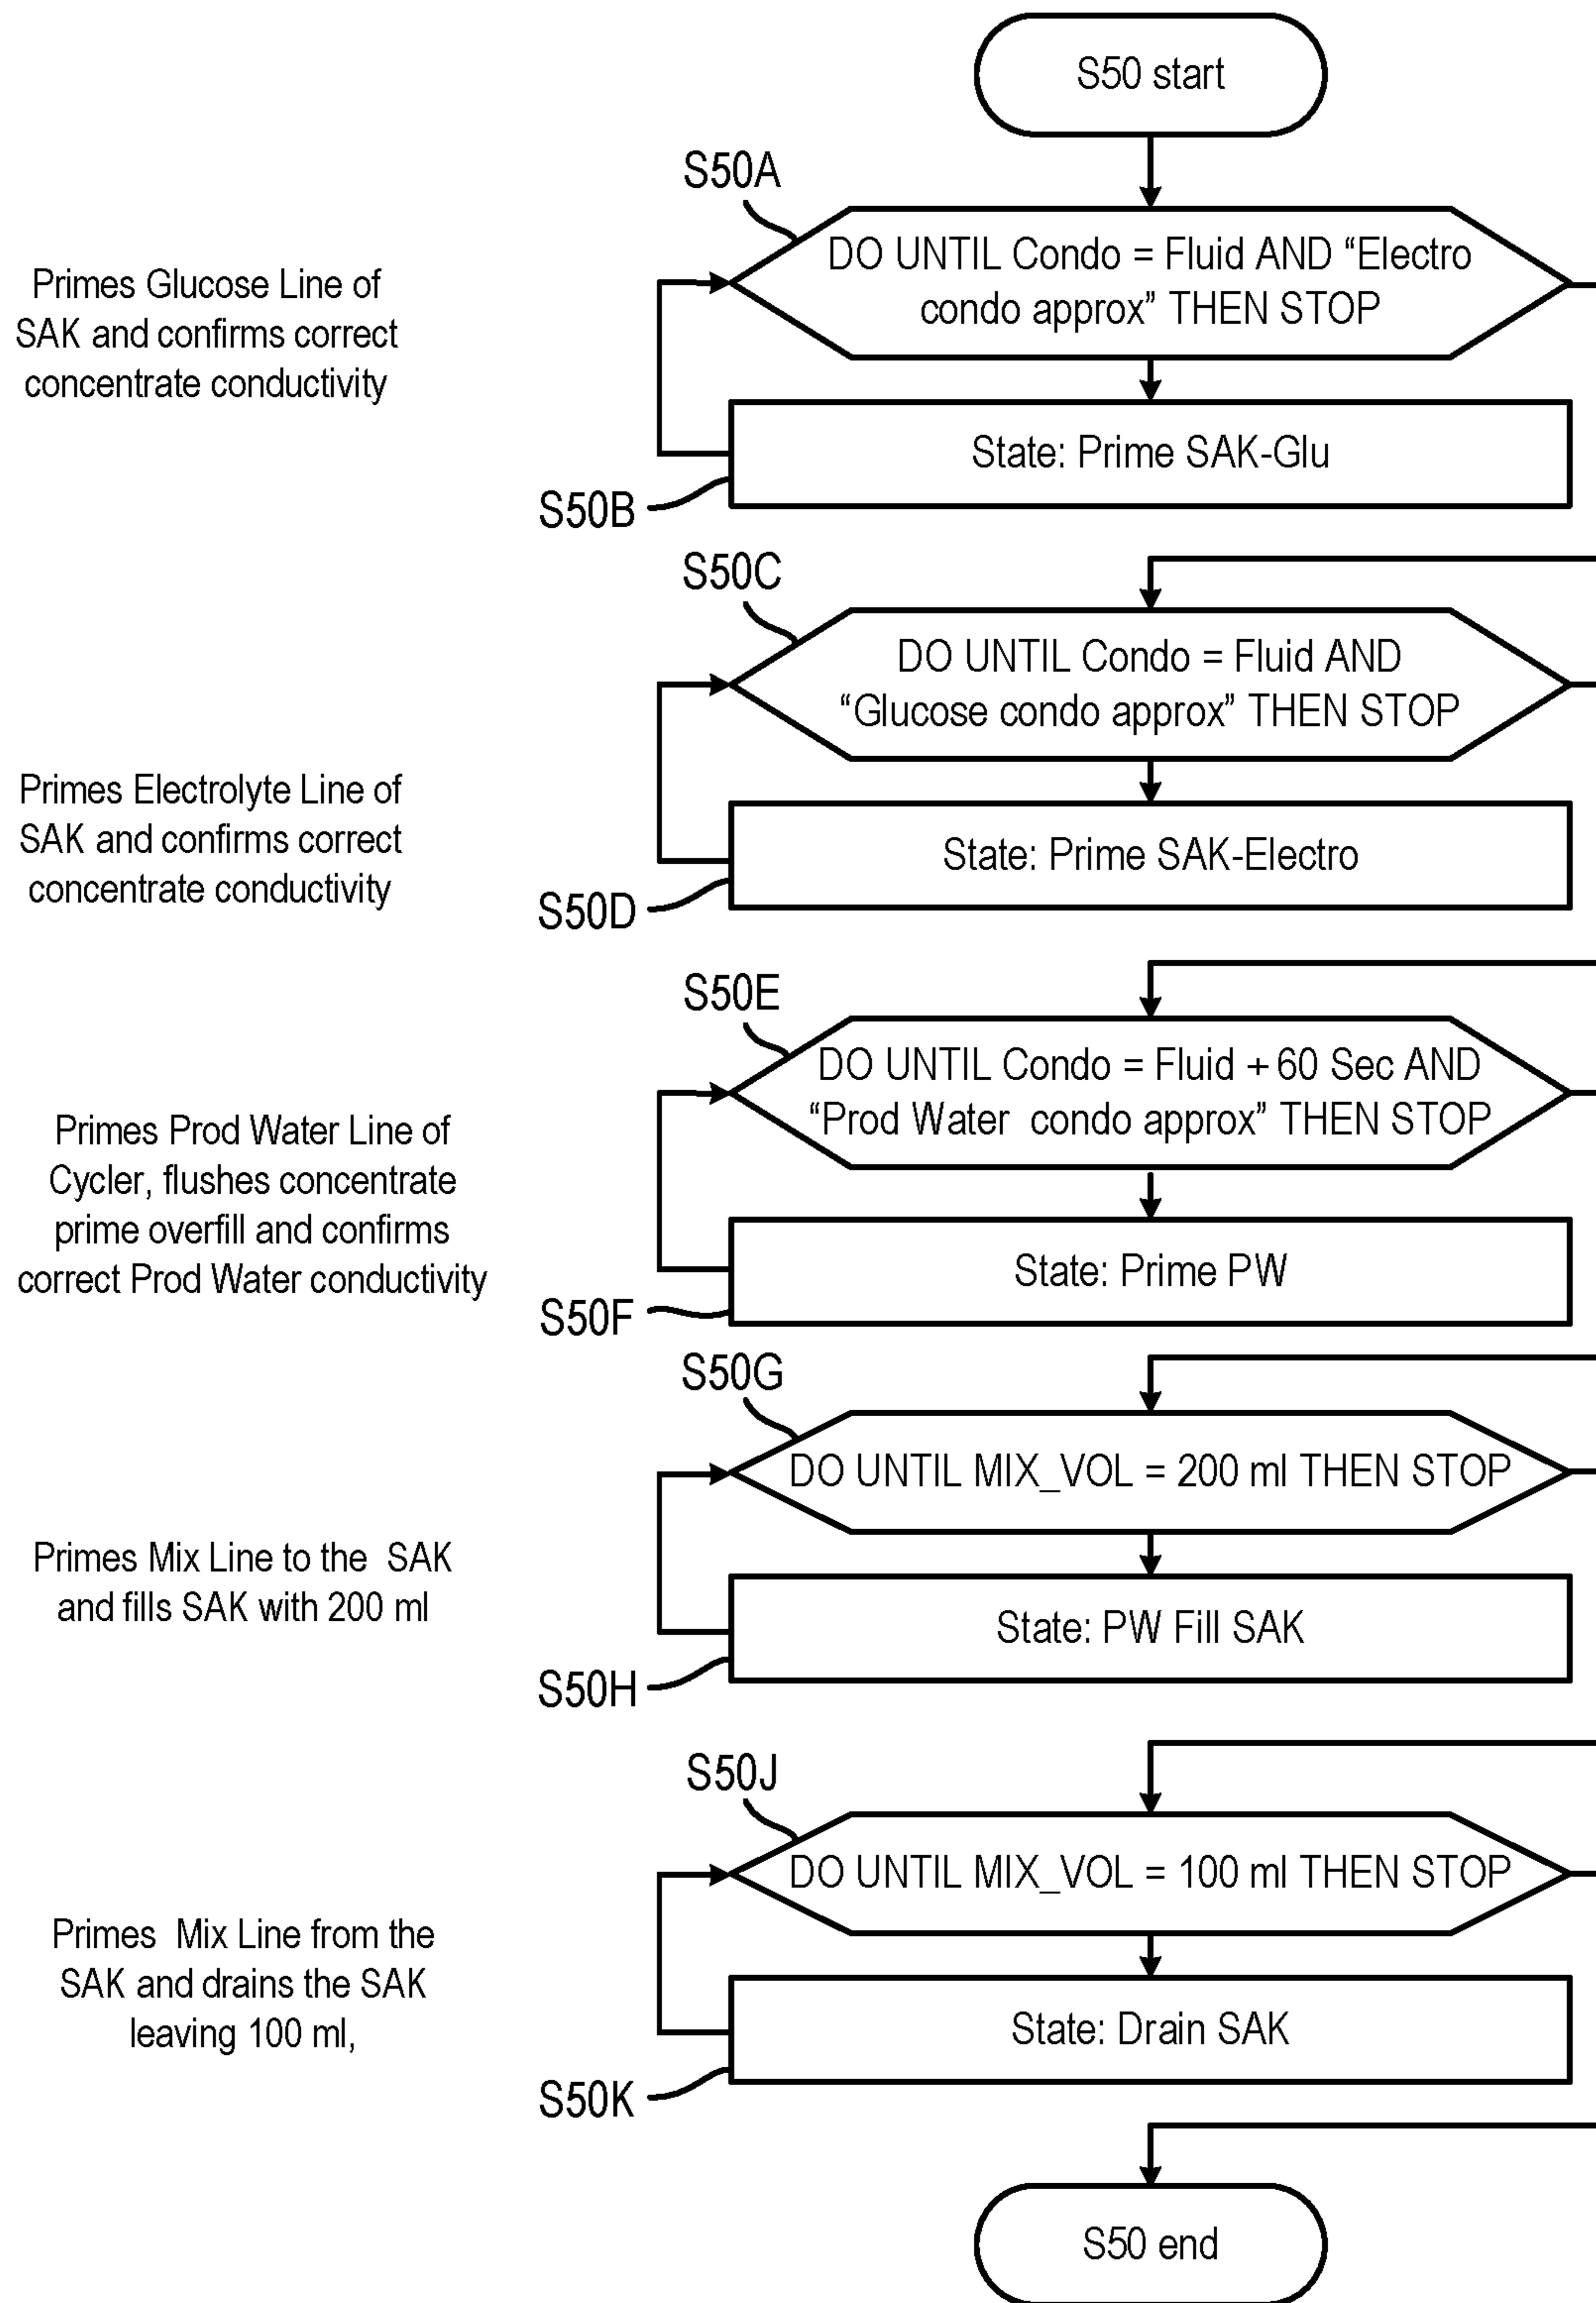 S50 start
S50A
DO UNTIL Condo = Fluid AND “Electro
condo approx” THEN STOP
Primes Glucose Line of
SAK and confirms correct
concentrate conductivity
State: Prime SAK-Glu
S50B
S50C
DO UNTIL Condo = Fluid AND
“Glucose condo approx” THEN STOP
Primes Electrolyte Line of
SAK and confirms correct
concentrate conductivity
State: Prime SAK-Electro
S50D
S50E
DO UNTIL Condo = Fluid + 60 Sec AND
“Prod Water condo approx” THEN STOP
Primes Prod Water Line of
Cycler, flushes concentrate
prime overfill and confirms
correct Prod Water conductivity
State: Prime PW
S50F
S50G
DO UNTIL MIX_VOL = 200 ml THEN STOP
Primes Mix Line to the SAK
and fills SAK with 200 ml
State: PW Fill SAK
S50H
S50J
DO UNTIL MIX_VOL = 100 ml THEN STOP
Primes Mix Line from the
SAK and drains the SAK
leaving 100 ml,
State: Drain SAK
S50K
S50 end